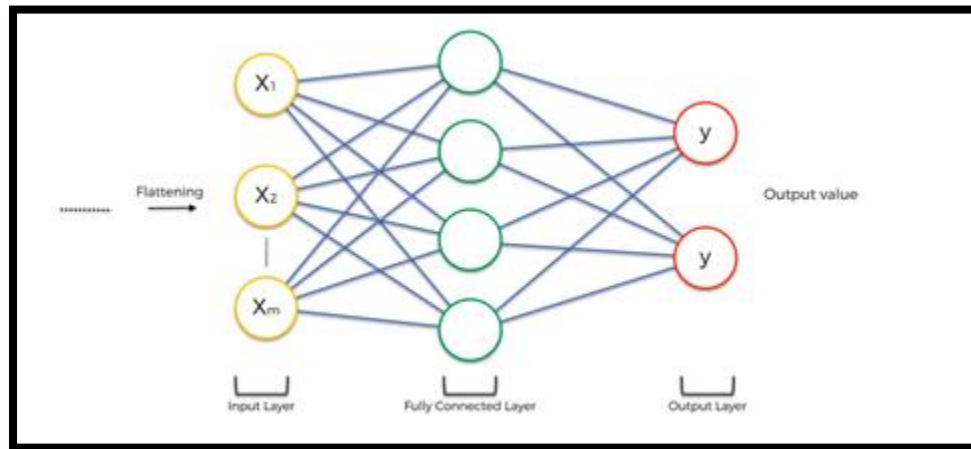 X₁
Flattening
X₂
Xₘ
y
y
Output value
Input Layer
Fully Connected Layer
Output Layer